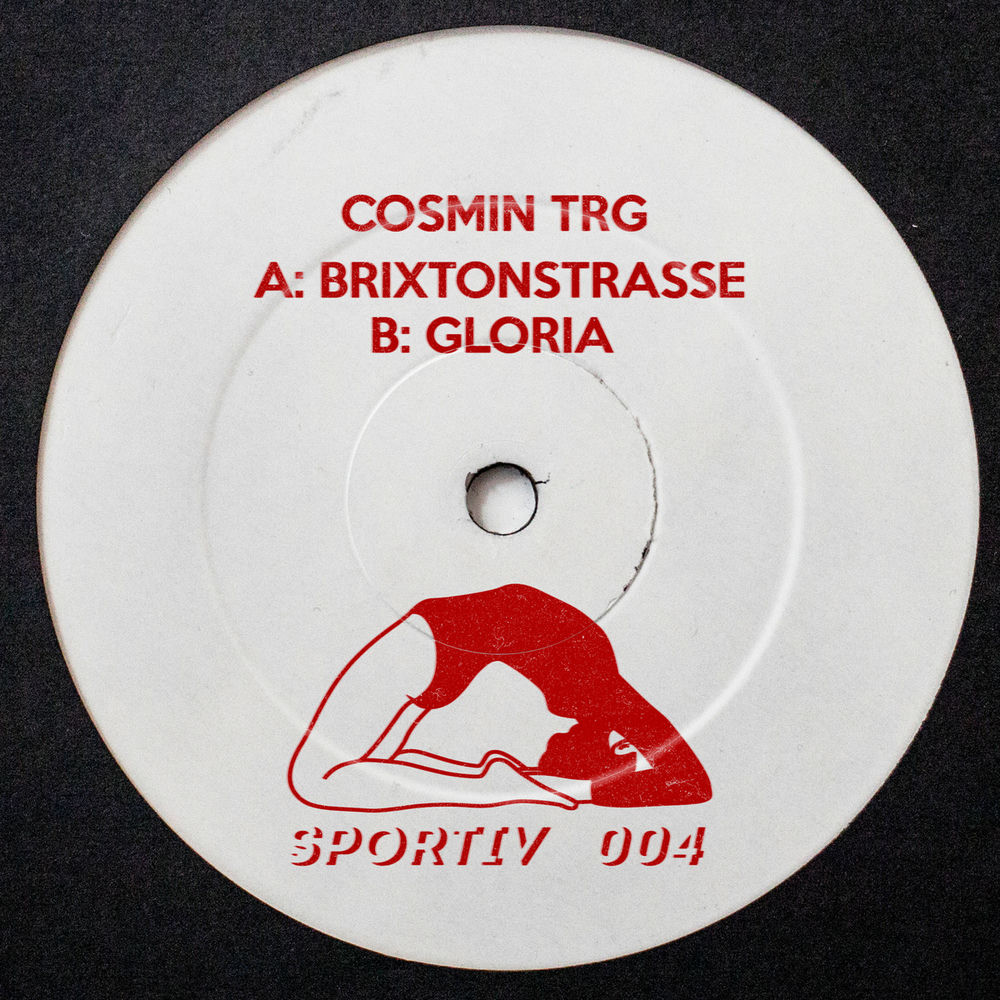 COSMIN TRG
A: BRIXTONSTRASSE
B: GLORIA
SPORTIV 004